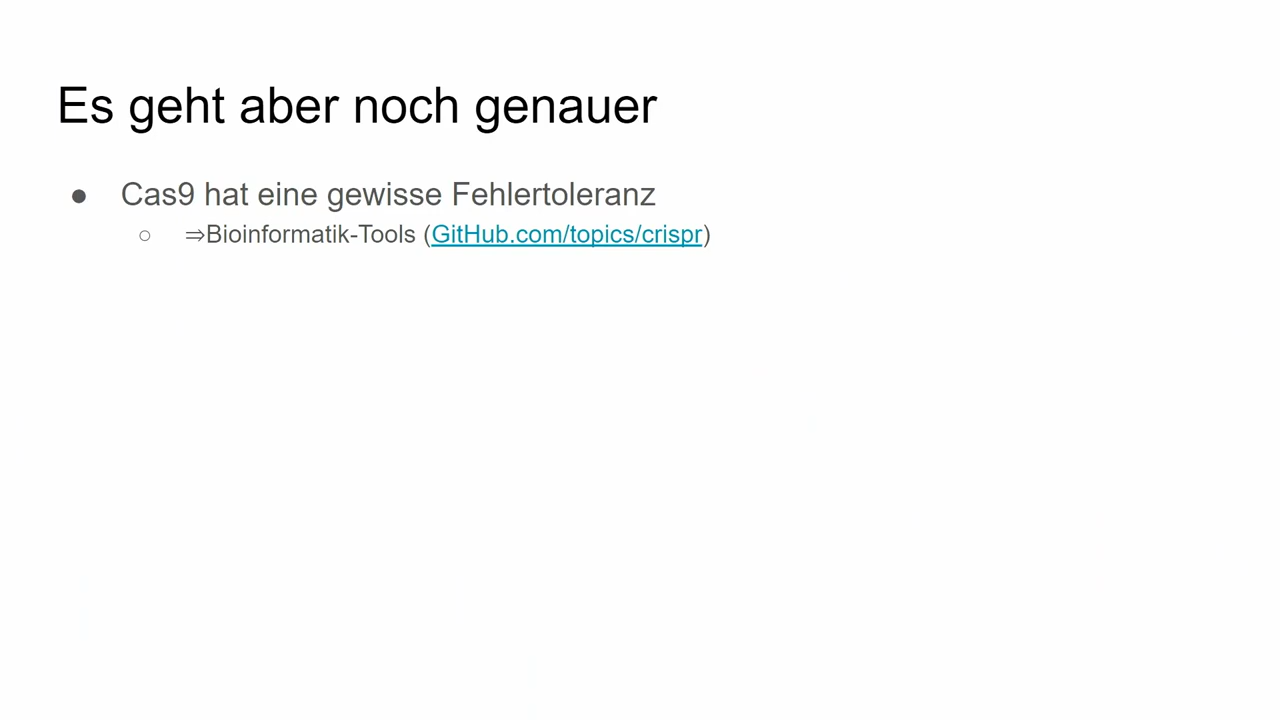 Es geht aber noch genauer
● Cas9 hat eine gewisse Fehlertoleranz
○ ⇒Bioinformatik-Tools (GitHub.com/topics/crispr)